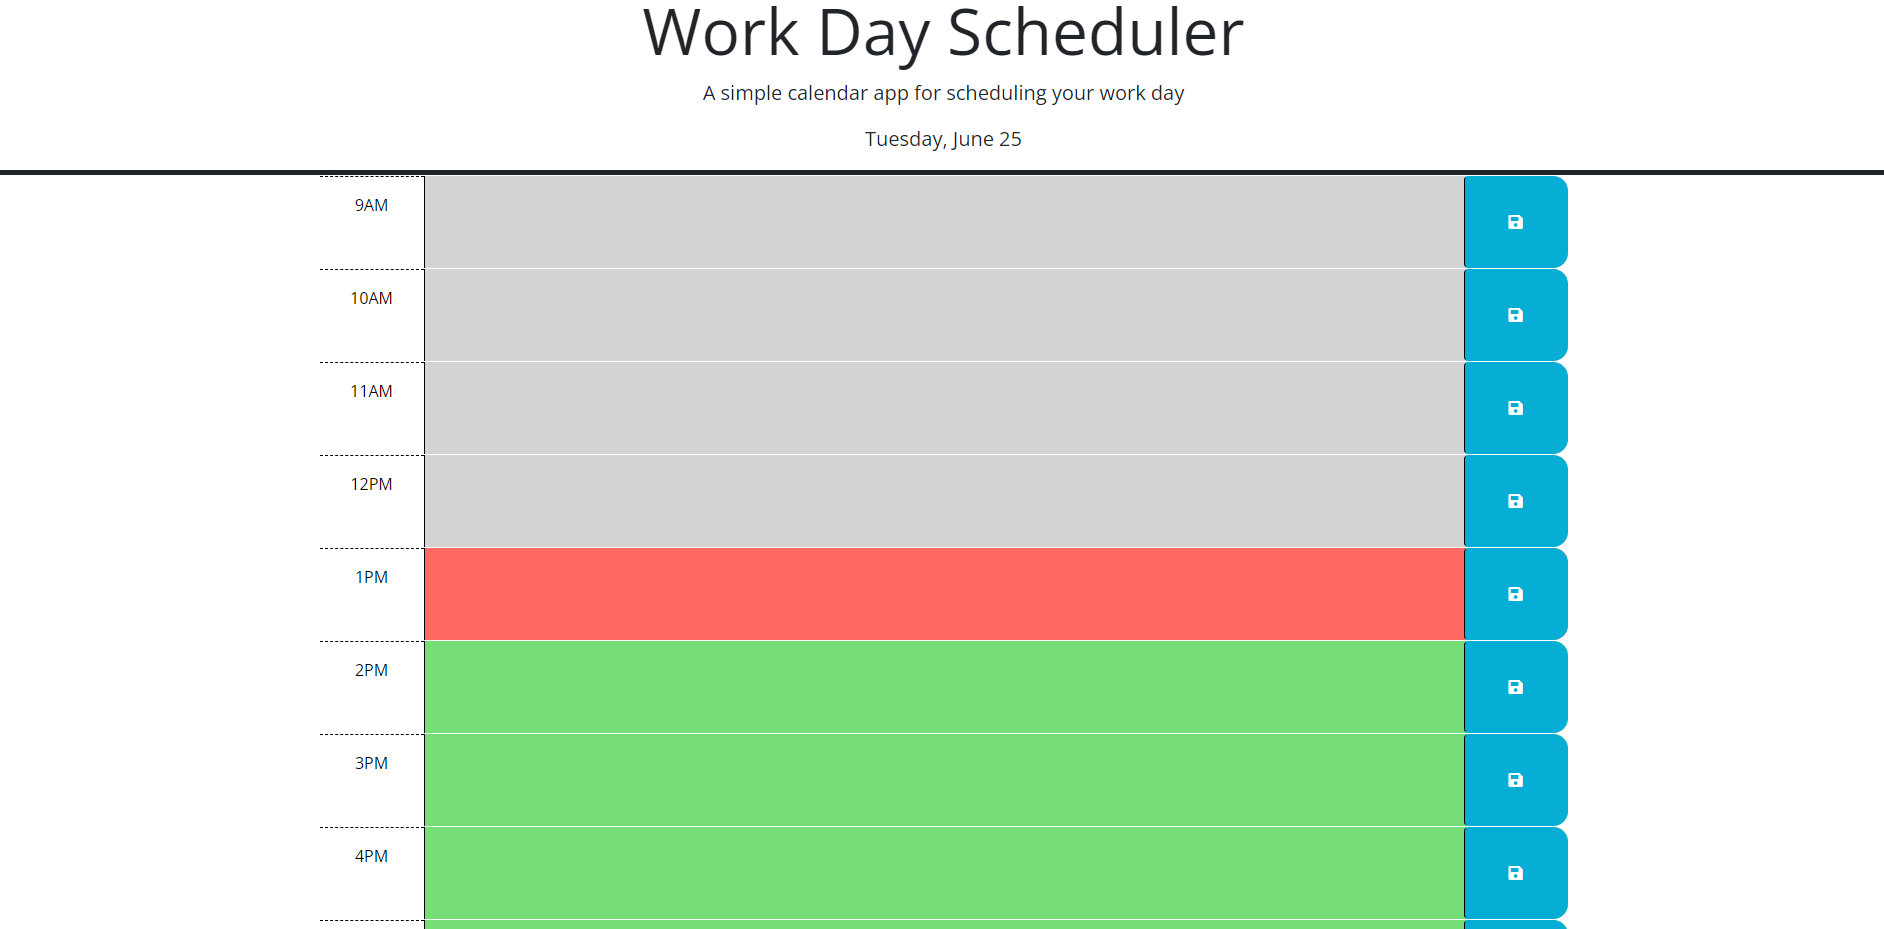 Work Day Scheduler
A simple calendar app for scheduling your work day
Tuesday, June 25
9AM
10AM
11AM
12PM
1PM
2PM
3PM
4PM